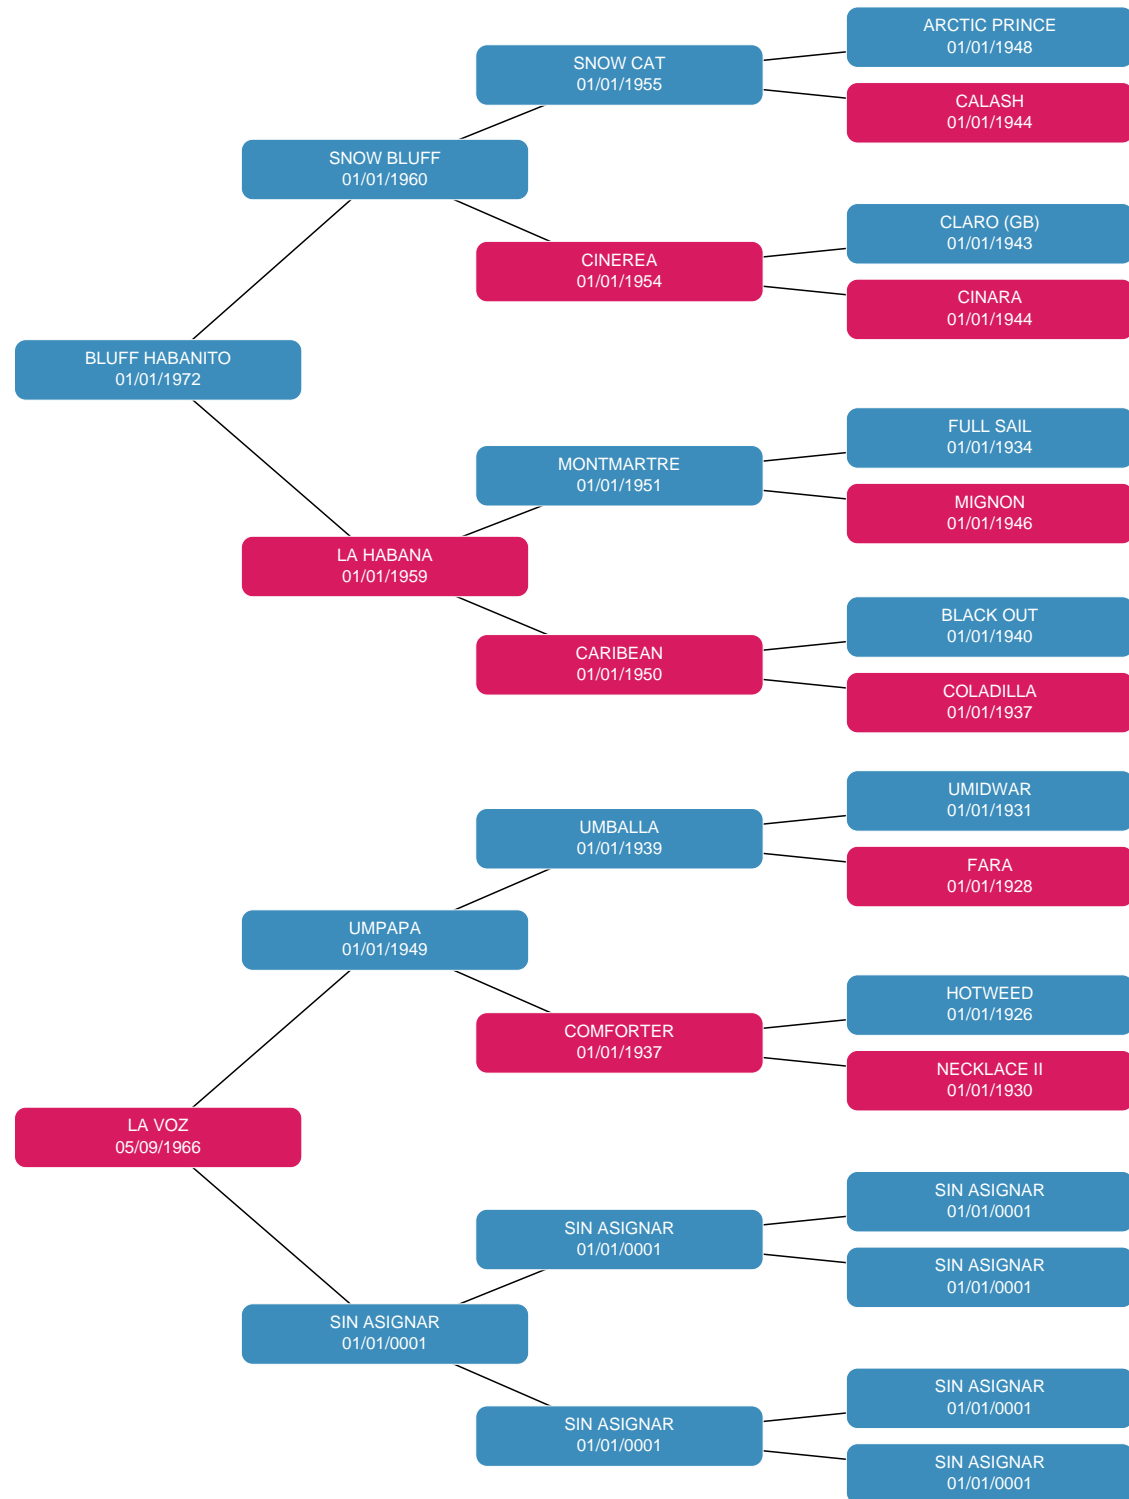 ARCTIC PRINCE
01/01/1948
SNOW CAT
01/01/1955
CALASH
01/01/1944
SNOW BLUFF
01/01/1960
CLARO (GB)
01/01/1943
CINEREA
01/01/1954
CINARA
01/01/1944
BLUFF HABANITO
01/01/1972
FULL SAIL
01/01/1934
MONTMARTRE
01/01/1951
MIGNON
01/01/1946
LA HABANA
01/01/1959
BLACK OUT
01/01/1940
CARIBEAN
01/01/1950
COLADILLA
01/01/1937
UMIDWAR
01/01/1931
UMBALLA
01/01/1939
FARA
01/01/1928
UMPAPA
01/01/1949
HOTWEED
01/01/1926
COMFORTER
01/01/1937
NECKLACE II
01/01/1930
LA VOZ
05/09/1966
SIN ASIGNAR
01/01/0001
SIN ASIGNAR
01/01/0001
SIN ASIGNAR
01/01/0001
SIN ASIGNAR
01/01/0001
SIN ASIGNAR
01/01/0001
SIN ASIGNAR
01/01/0001
SIN ASIGNAR
01/01/0001